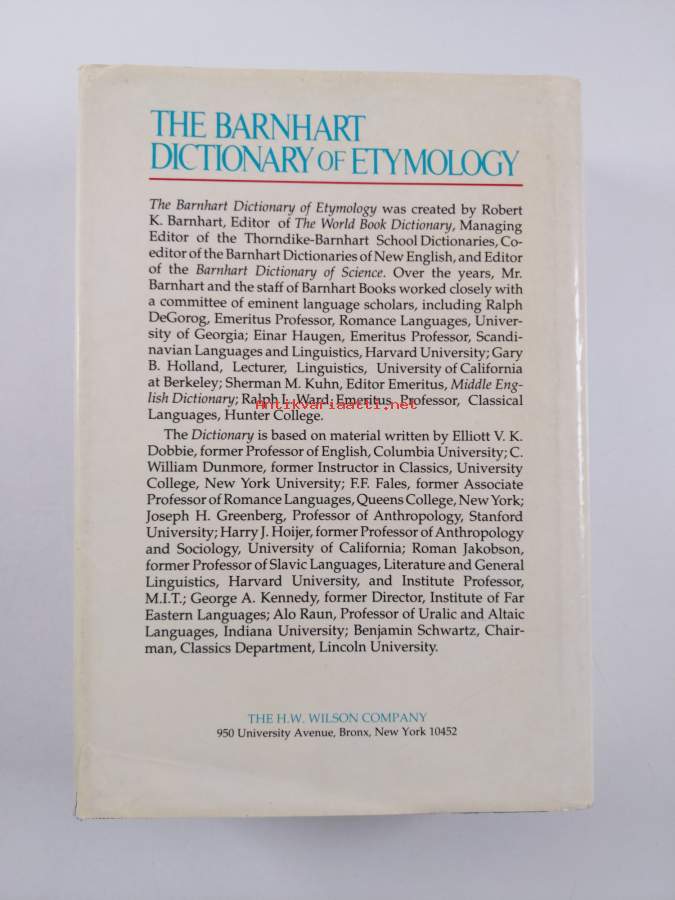 THE BARNHART
DICTIONARY OF ETYMOLOGY
The Barnhart Dictionary of Etymology was created by Robert
K. Barnhart, Editor of The World Book Dictionary, Managing
Editor of the Thorndike-Barnhart School Dictionaries, Co-
editor of the Barnhart Dictionaries of New English, and Editor
of the Barnhart Dictionary of Science. Over the years, Mr.
Barnhart and the staff of Barnhart Books worked closely with
a committee of eminent language scholars, including Ralph
DeGorog, Emeritus Professor, Romance Languages, Univer-
sity of Georgia; Einar Haugen, Emeritus Professor, Scandi-
navian Languages and Linguistics, Harvard University; Gary
B. Holland, Lecturer, Linguistics, University of California
at Berkeley; Sherman M. Kuhn, Editor Emeritus, Middle Eng-
lish Dictionary; Ralph L. Ward, Emeritus Professor, Classical
Antikvariaatti.net
Languages, Hunter College.
The Dictionary is based on material written by Elliott V. K.
Dobbie, former Professor of English, Columbia University; C.
William Dunmore, former Instructor in Classics, University
College, New York University; F.F. Fales, former Associate
Professor of Romance Languages, Queens College, New York;
Joseph H. Greenberg, Professor of Anthropology, Stanford
University; Harry J. Hoijer, former Professor of Anthropology
and Sociology, University of California; Roman Jakobson,
former Professor of Slavic Languages, Literature and General
Linguistics, Harvard University, and Institute Professor,
M.I.T.; George A. Kennedy, former Director, Institute of Far
Eastern Languages; Alo Raun, Professor of Uralic and Altaic
Languages, Indiana University; Benjamin Schwartz, Chair-
man, Classics Department, Lincoln University.
THE H.W. WILSON COMPANY
950 University Avenue, Bronx, New York 10452